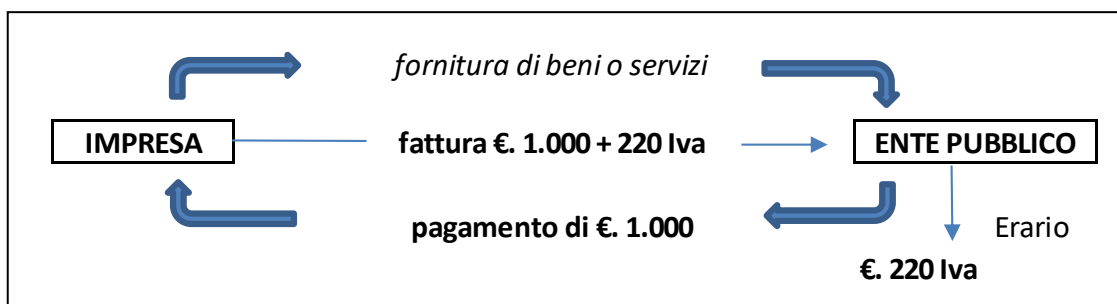 fornitura di beni o servizi
IMPRESA
fattura €. 1.000 + 220 Iva
ENTE PUBBLICO
pagamento di €. 1.000
Erario
€. 220 Iva